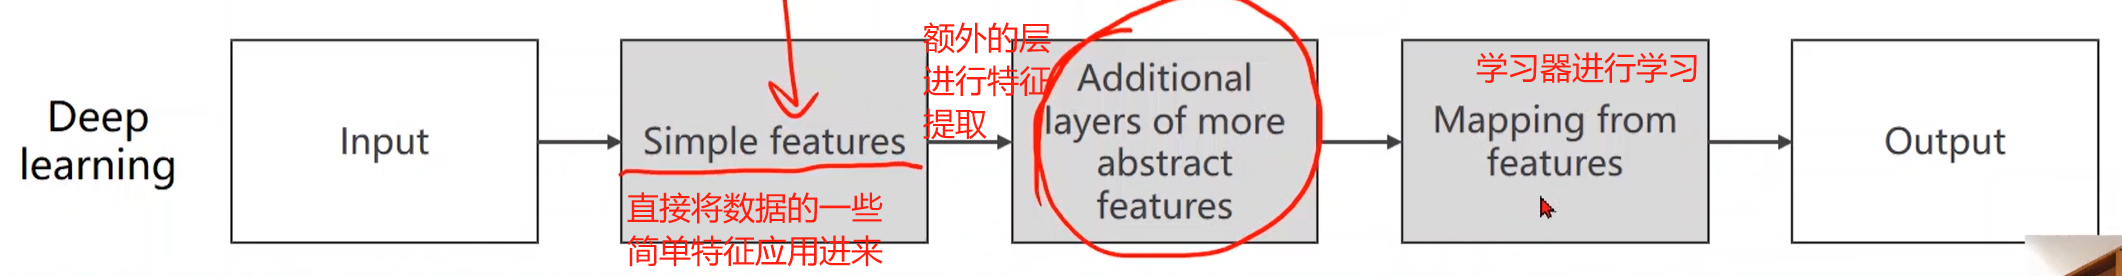 Deep
learning
Input
Simple features
直接将数据的一些
简单特征应用进来
额外的层
进行特征
提取
Additional
layers of more
abstract
features
学习器进行学习
Mapping from
features
Output